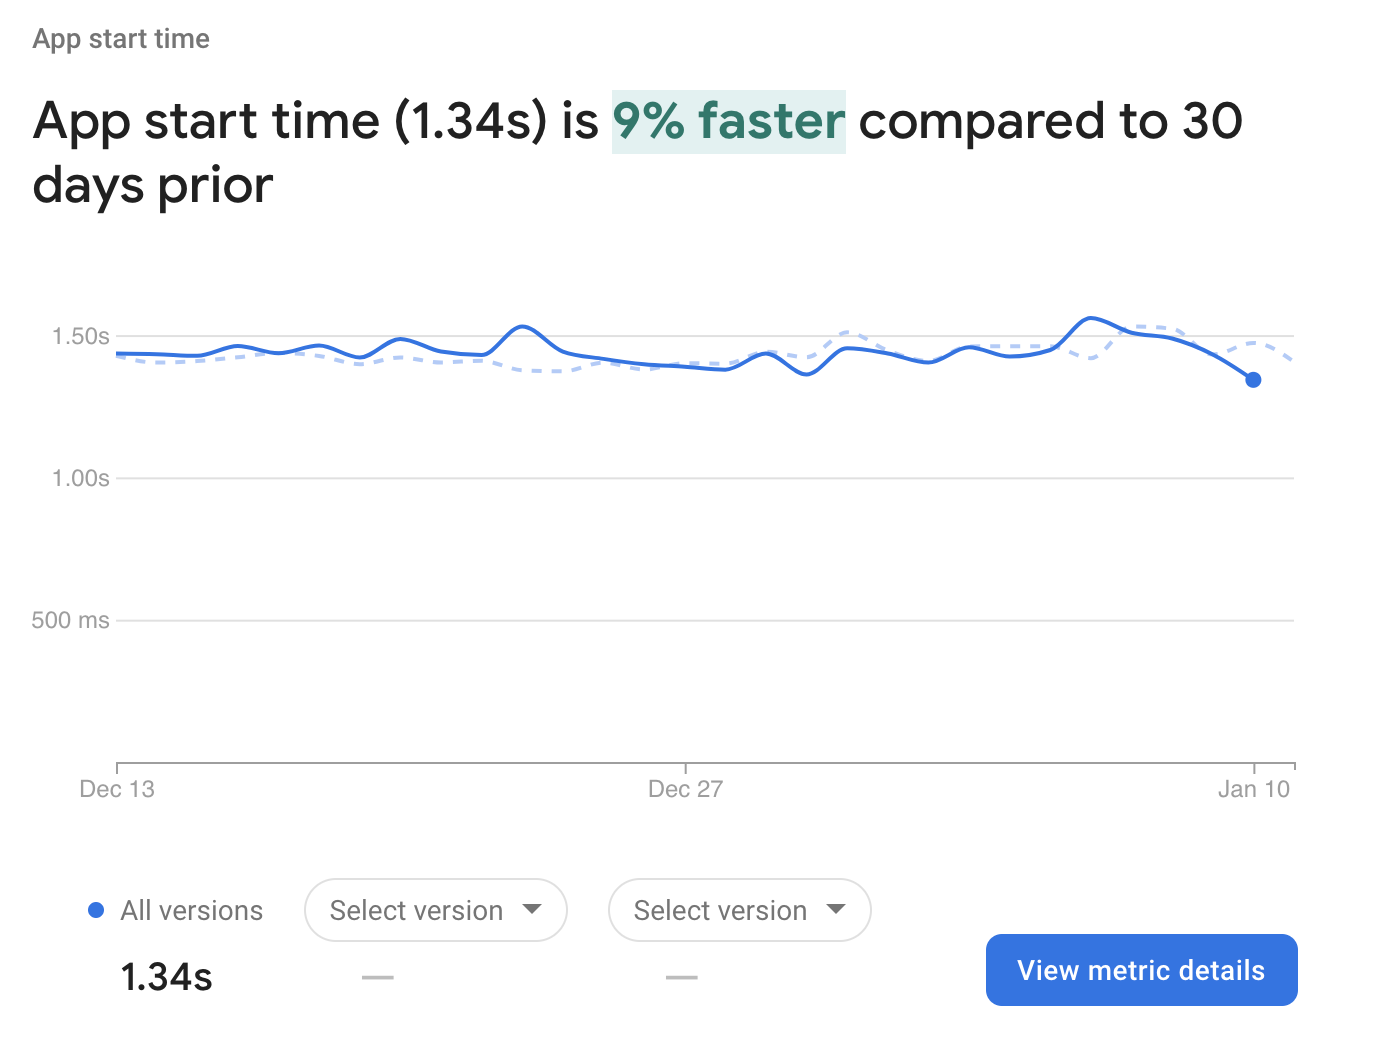 App start time
App start time (1.34s) is 9% faster compared to 30
days prior
1.50s
1.00s
500 ms
Dec 13 Dec 27 Jan 10
All versions Select version Select version
1.34s — —
View metric details